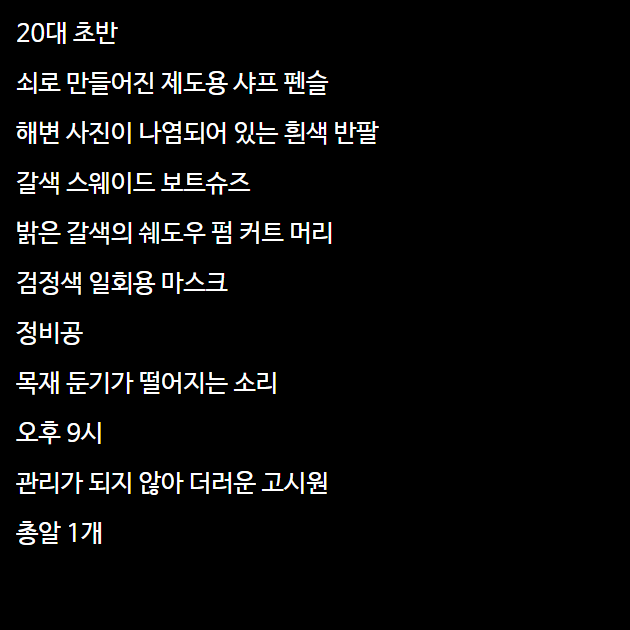 20대 초반
쇠로 만들어진 제도용 샤프 펜슬
해변 사진이 나염되어 있는 흰색 반팔
갈색 스웨이드 보트슈즈
밝은 갈색의 쉐도우 펌 커트 머리
검정색 일회용 마스크
정비공
목재 둔기가 떨어지는 소리
오후 9시
관리가 되지 않아 더러운 고시원
총알 1개